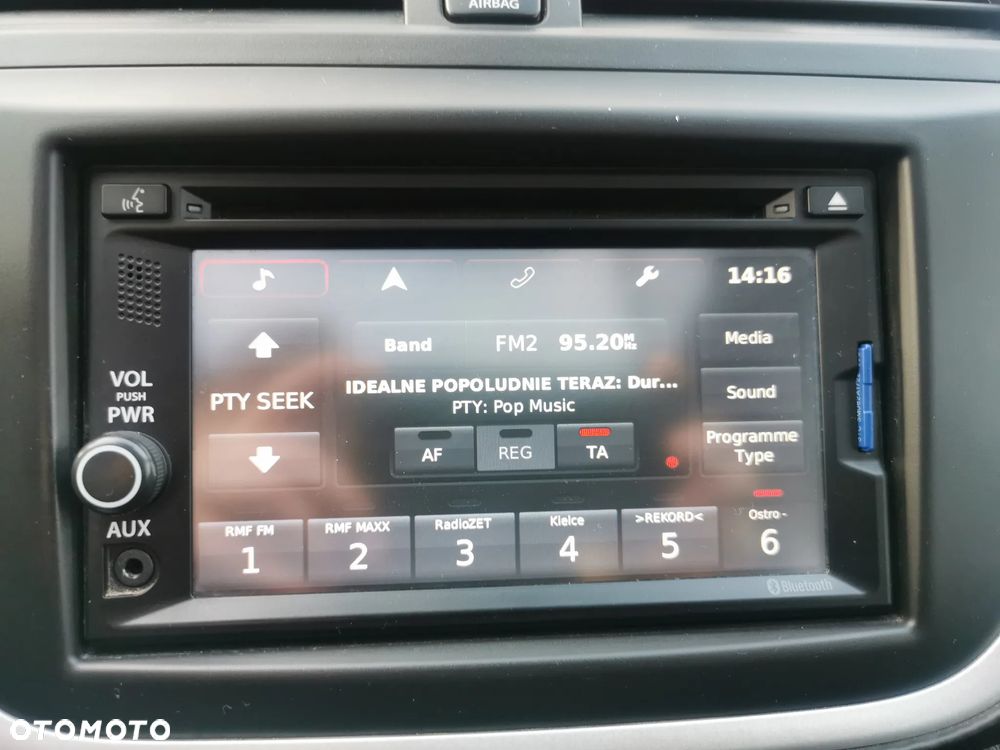 AIRBAG
14:16
Band
FM2 95.20MHz
Media
IDEALNE POPOLUDNIE TERAZ: Dur...
PTY SEEK
PTY: Pop Music
Sound
VOL
PUSH
PWR
AF
REG
TA
Programme
Type
AUX
RMF FM
1
RMF MAXX
2
RadioZET
3
Kielce
4
>REKORD<
5
Ostro -
6
Bluetooth
OTOMOTO